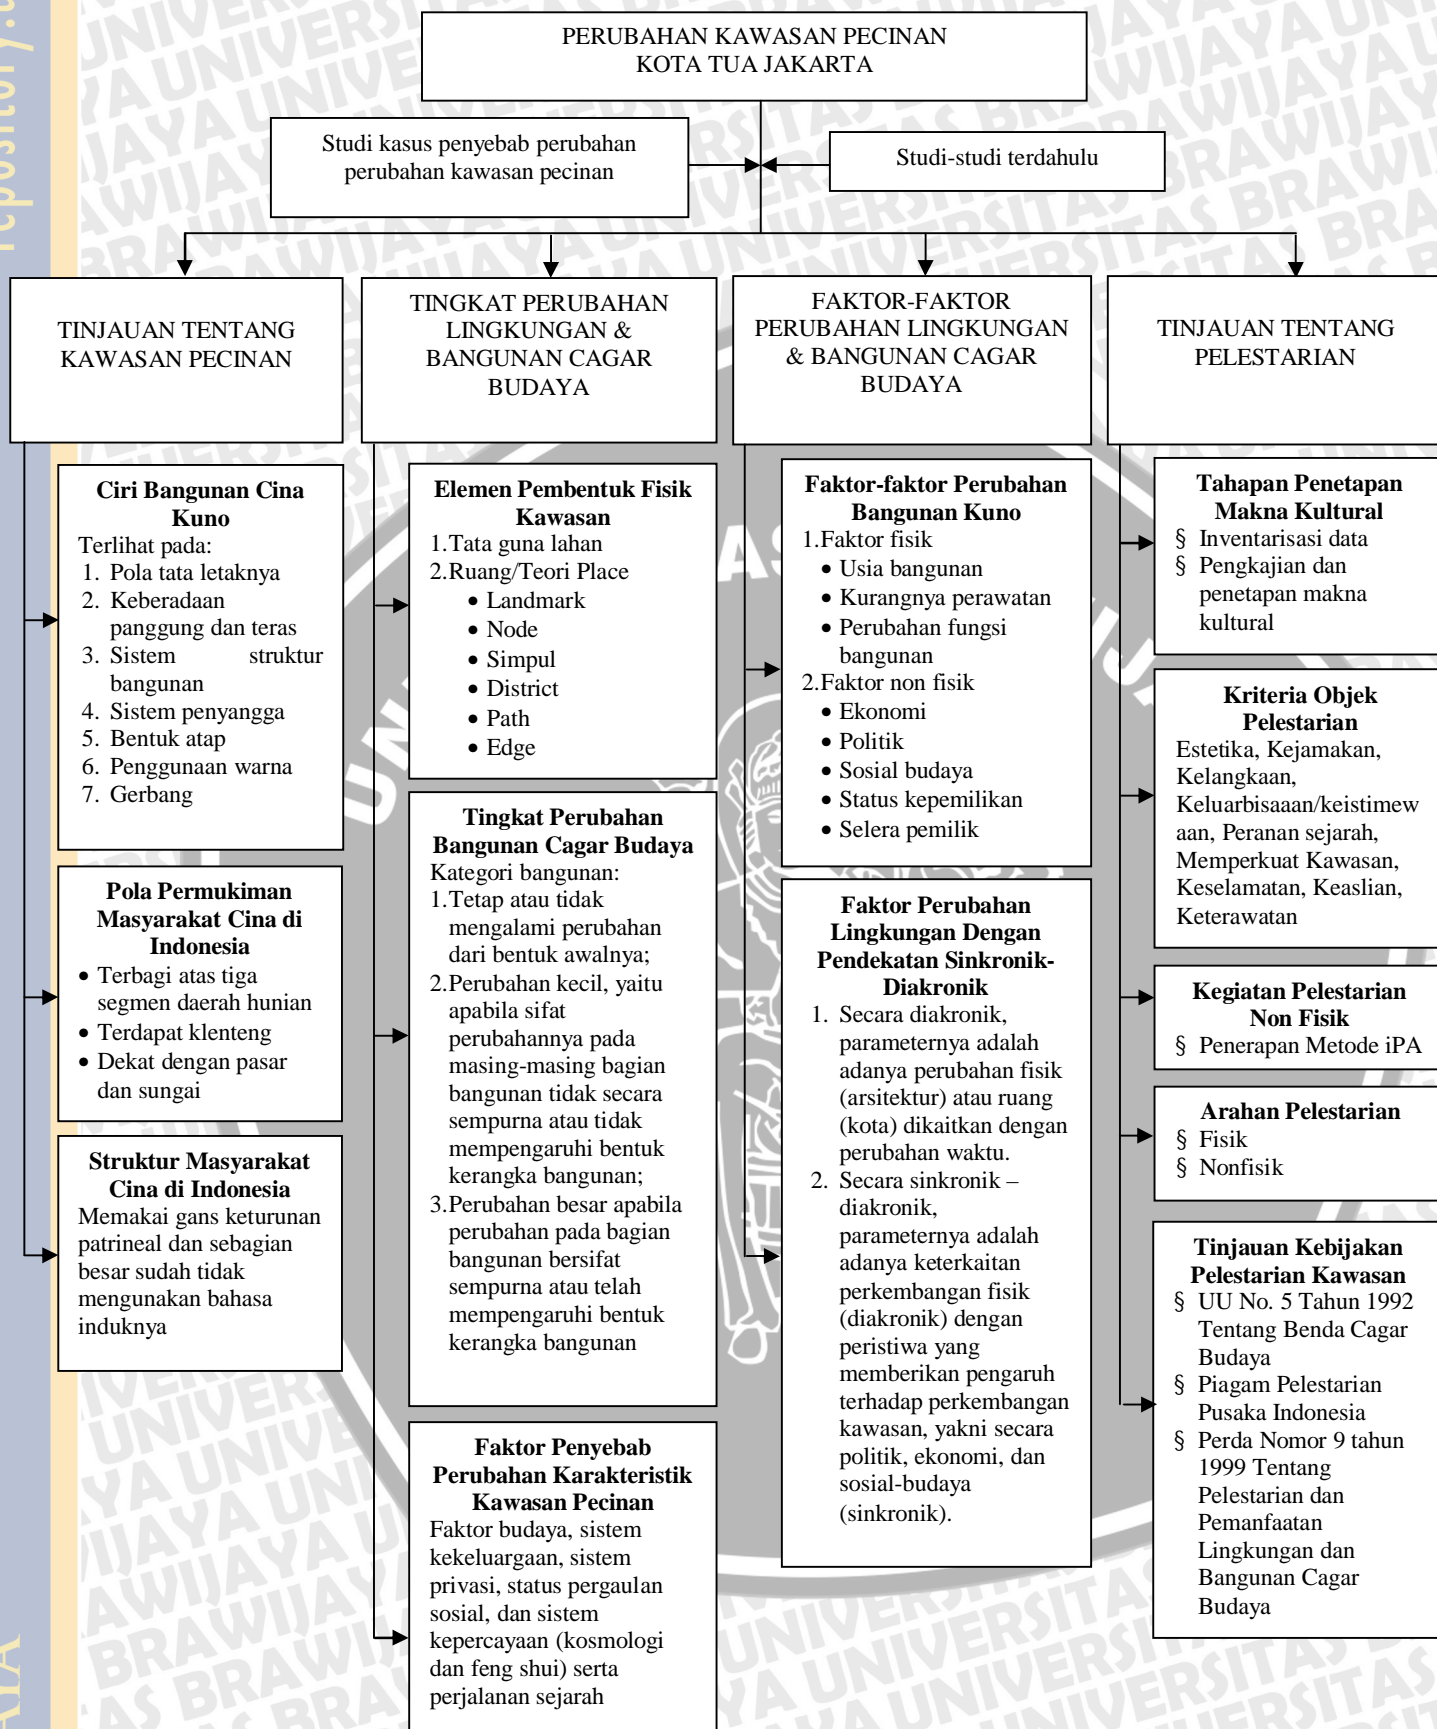 PERUBAHAN KAWASAN PECINAN
KOTA TUA JAKARTA
Studi kasus penyebab perubahan
perubahan kawasan pecinan
Studi-studi terdahulu
TINJAUAN TENTANG
KAWASAN PECINAN
TINGKAT PERUBAHAN
LINGKUNGAN &
BANGUNAN CAGAR
BUDAYA
FAKTOR-FAKTOR
PERUBAHAN LINGKUNGAN
& BANGUNAN CAGAR
BUDAYA
TINJAUAN TENTANG
PELESTARIAN
Ciri Bangunan Cina
Kuno
Terlihat pada:
1. Pola tata letaknya
2. Keberadaan
panggung dan teras
3. Sistem struktur
bangunan
4. Sistem penyangga
5. Bentuk atap
6. Penggunaan warna
7. Gerbang
Pola Permukiman
Masyarakat Cina di
Indonesia
• Terbagi atas tiga
segmen daerah hunian
• Terdapat klenteng
• Dekat dengan pasar
dan sungai
Struktur Masyarakat
Cina di Indonesia
Memakai gans keturunan
patrineal dan sebagian
besar sudah tidak
mengunakan bahasa
induknya
Elemen Pembentuk Fisik
Kawasan
1.Tata guna lahan
2.Ruang/Teori Place
• Landmark
• Node
• Simpul
• District
• Path
• Edge
Tingkat Perubahan
Bangunan Cagar Budaya
Kategori bangunan:
1.Tetap atau tidak
mengalami perubahan
dari bentuk awalnya;
2.Perubahan kecil, yaitu
apabila sifat
perubahannya pada
masing-masing bagian
bangunan tidak secara
sempurna atau tidak
mempengaruhi bentuk
kerangka bangunan;
3.Perubahan besar apabila
perubahan pada bagian
bangunan bersifat
sempurna atau telah
mempengaruhi bentuk
kerangka bangunan
Faktor Penyebab
Perubahan Karakteristik
Kawasan Pecinan
Faktor budaya, sistem
kekeluargaan, sistem
privasi, status pergaulan
sosial, dan sistem
kepercayaan (kosmologi
dan feng shui) serta
perjalanan sejarah
Faktor-faktor Perubahan
Bangunan Kuno
1.Faktor fisik
• Usia bangunan
• Kurangnya perawatan
• Perubahan fungsi
bangunan
2.Faktor non fisik
• Ekonomi
• Politik
• Sosial budaya
• Status kepemilikan
• Selera pemilik
Faktor Perubahan
Lingkungan Dengan
Pendekatan Sinkronik-
Diakronik
1. Secara diakronik,
parameternya adalah
adanya perubahan fisik
(arsitektur) atau ruang
(kota) dikaitkan dengan
perubahan waktu.
2. Secara sinkronik –
diakronik,
parameternya adalah
adanya keterkaitan
perkembangan fisik
(diakronik) dengan
peristiwa yang
memberikan pengaruh
terhadap perkembangan
kawasan, yakni secara
politik, ekonomi, dan
sosial-budaya
(sinkronik).
Tahapan Penetapan
Makna Kultural
§ Inventarisasi data
§ Pengkajian dan
penetapan makna
kultural
Kriteria Objek
Pelestarian
Estetika, Kejamakan,
Kelangkaan,
Keluarbisaaan/keistimew
aan, Peranan sejarah,
Memperkuat Kawasan,
Keselamatan, Keaslian,
Keterawatan
Kegiatan Pelestarian
Non Fisik
§ Penerapan Metode iPA
Arahan Pelestarian
§ Fisik
§ Nonfisik
Tinjauan Kebijakan
Pelestarian Kawasan
§ UU No. 5 Tahun 1992
Tentang Benda Cagar
Budaya
§ Piagam Pelestarian
Pusaka Indonesia
§ Perda Nomor 9 tahun
1999 Tentang
Pelestarian dan
Pemanfaatan
Lingkungan dan
Bangunan Cagar
Budaya